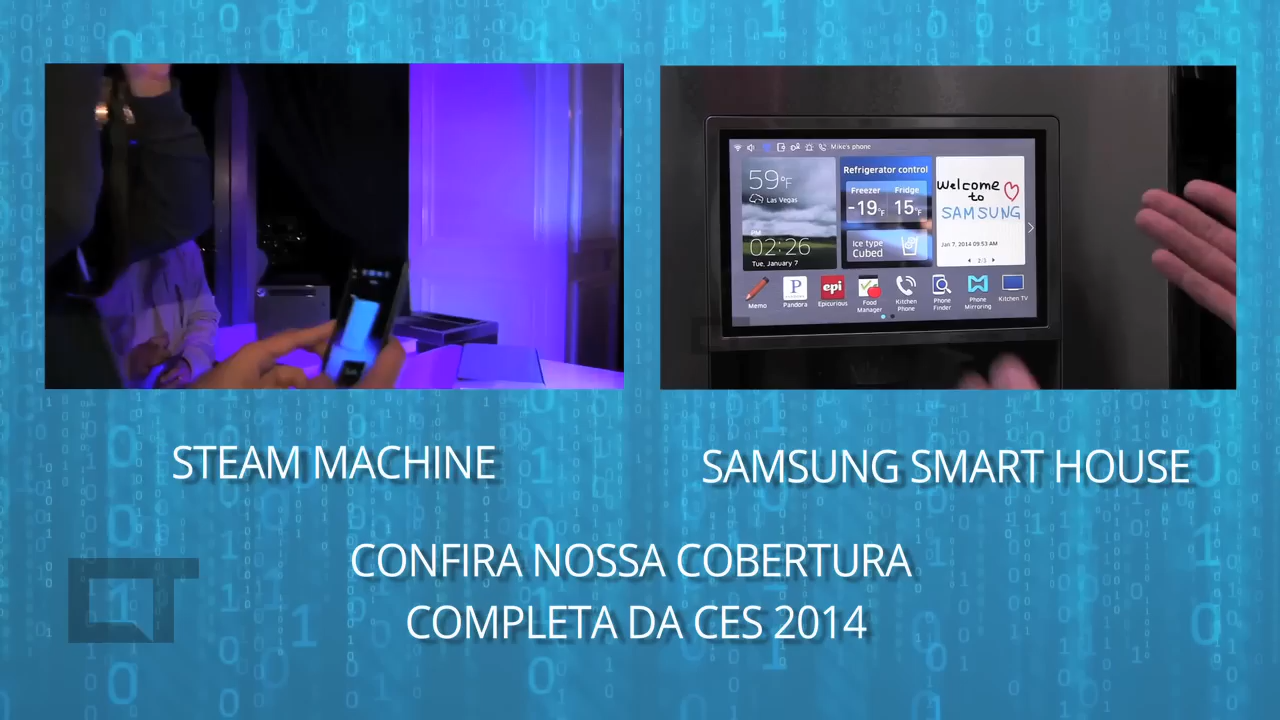 Mike's phone
59°F
Las Vegas
PM
02:26
Tue, January 7
Refrigerator control
Freezer
Fridge
-19°F
15°F
Ice type
Cubed
Welcome
to
SAMSUNG
Jan 7, 2014 09:53 AM
Memo
P
Pandora
epi
Epicurious
Food
Manager
Kitchen
Phone
Phone
Finder
Phone
Mirroring
Kitchen TV
STEAM MACHINE
SAMSUNG SMART HOUSE
CONFIRA NOSSA COBERTURA
COMPLETA DA CES 2014
CT